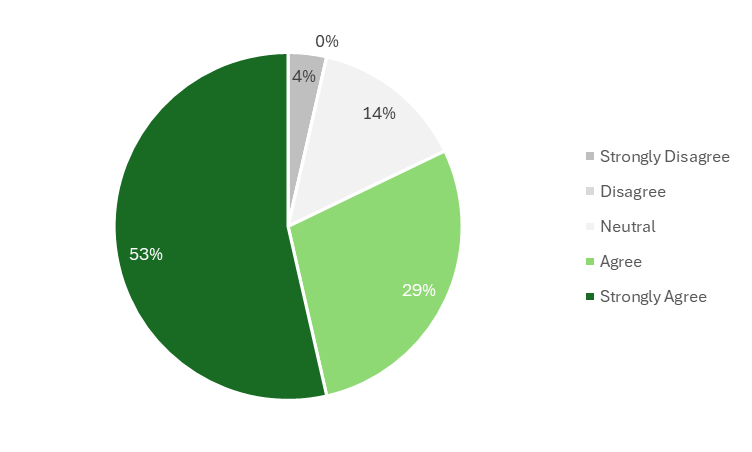 0%
4%
14%
53%
29%
Strongly Disagree
Disagree
Neutral
Agree
Strongly Agree